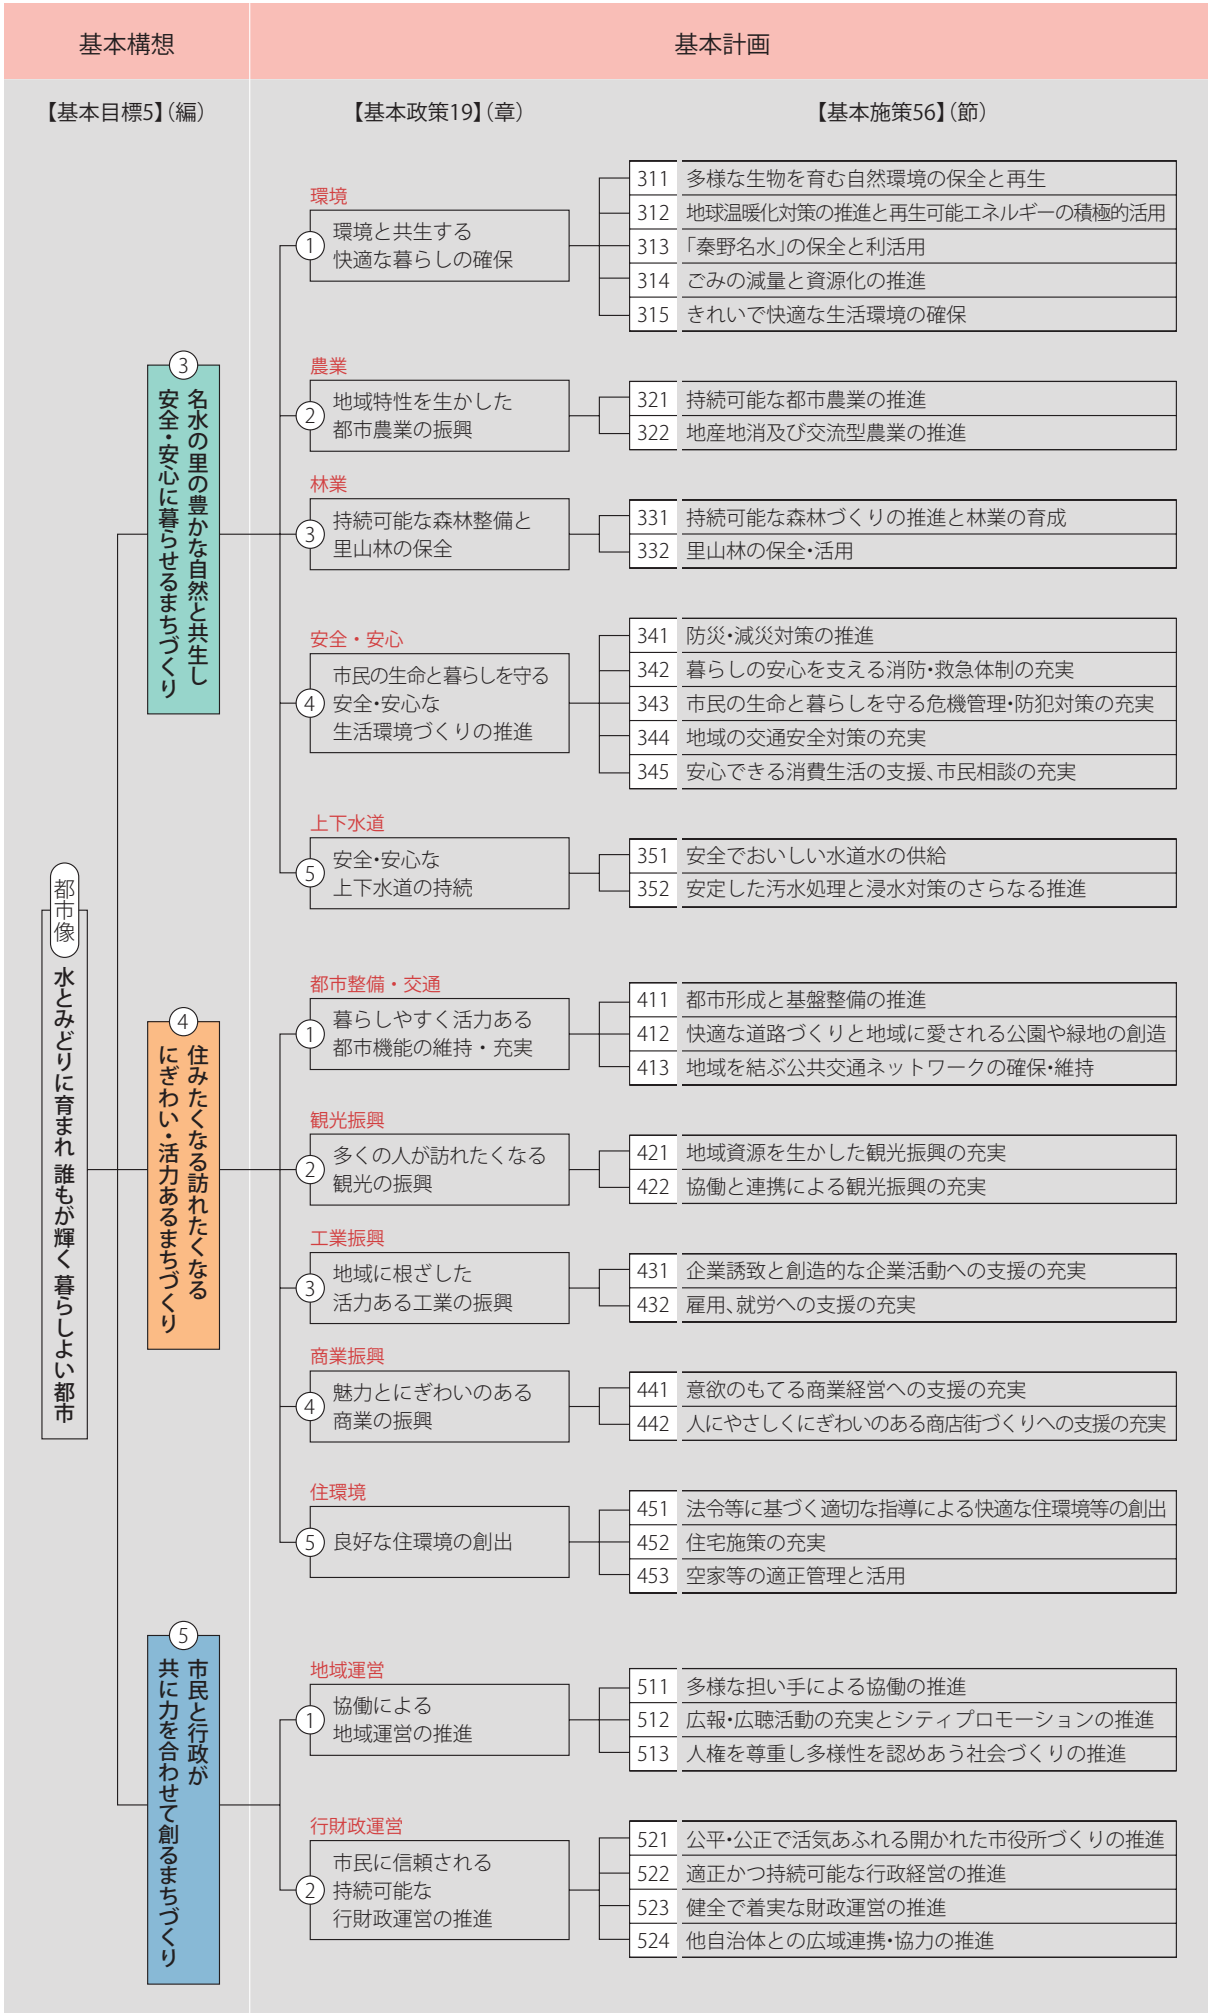 基本構想
基本計画
【基本目標5】(編)
【基本政策19】(章)
【基本施策56】(節)
都市像
水とみどりに育まれ 誰もが輝く 暮らしよい都市
3
名水の里の豊かな自然と共生し
安全・安心に暮らせるまちづくり
環境
1
環境と共生する
快適な暮らしの確保
311 多様な生物を育む自然環境の保全と再生
312 地球温暖化対策の推進と再生可能エネルギーの積極的活用
313 「秦野名水」の保全と利活用
314 ごみの減量と資源化の推進
315 きれいで快適な生活環境の確保
農業
2
地域特性を生かした
都市農業の振興
321 持続可能な都市農業の推進
322 地産地消及び交流型農業の推進
林業
3
持続可能な森林整備と
里山林の保全
331 持続可能な森林づくりの推進と林業の育成
332 里山林の保全・活用
安全・安心
4
市民の生命と暮らしを守る
安全・安心な
生活環境づくりの推進
341 防災・減災対策の推進
342 暮らしの安心を支える消防・救急体制の充実
343 市民の生命と暮らしを守る危機管理・防犯対策の充実
344 地域の交通安全対策の充実
345 安心できる消費生活の支援、市民相談の充実
上下水道
5
安全・安心な
上下水道の持続
351 安全でおいしい水道水の供給
352 安定した汚水処理と浸水対策のさらなる推進
4
住みたくなる訪れたくなる
にぎわい・活力あるまちづくり
都市整備・交通
1
暮らしやすく活力ある
都市機能の維持・充実
411 都市形成と基盤整備の推進
412 快適な道路づくりと地域に愛される公園や緑地の創造
413 地域を結ぶ公共交通ネットワークの確保・維持
観光振興
2
多くの人が訪れたくなる
観光の振興
421 地域資源を生かした観光振興の充実
422 協働と連携による観光振興の充実
工業振興
3
地域に根ざした
活力ある工業の振興
431 企業誘致と創造的な企業活動への支援の充実
432 雇用、就労への支援の充実
商業振興
4
魅力とにぎわいのある
商業の振興
441 意欲のもてる商業経営への支援の充実
442 人にやさしくにぎわいのある商店街づくりへの支援の充実
住環境
5
良好な住環境の創出
451 法令等に基づく適切な指導による快適な住環境等の創出
452 住宅施策の充実
453 空家等の適正管理と活用
5
市民と行政が
共に力を合わせて創るまちづくり
地域運営
1
協働による
地域運営の推進
511 多様な担い手による協働の推進
512 広報・広聴活動の充実とシティプロモーションの推進
513 人権を尊重し多様性を認めあう社会づくりの推進
行財政運営
2
市民に信頼される
持続可能な
行財政運営の推進
521 公平・公正で活気あふれる開かれた市役所づくりの推進
522 適正かつ持続可能な行政経営の推進
523 健全で着実な財政運営の推進
524 他自治体との広域連携・協力の推進